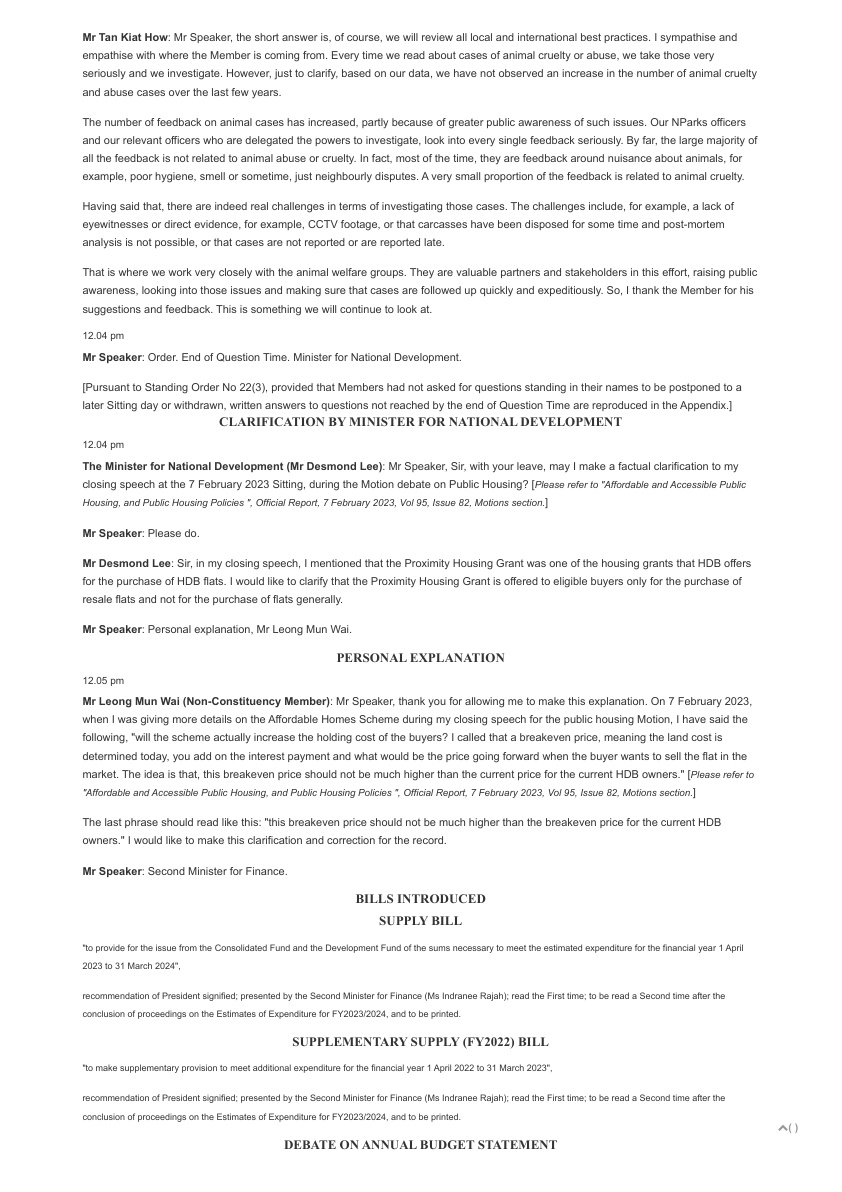 Mr Tan Kiat How: Mr Speaker, the short answer is, of course, we will review all local and international best practices. I sympathise and
empathise with where the Member is coming from. Every time we read about cases of animal cruelty or abuse, we take those very
seriously and we investigate. However, just to clarify, based on our data, we have not observed an increase in the number of animal cruelty
and abuse cases over the last few years.
The number of feedback on animal cases has increased, partly because of greater public awareness of such issues. Our NParks officers
and our relevant officers who are delegated the powers to investigate, look into every single feedback seriously. By far, the large majority of
all the feedback is not related to animal abuse or cruelty. In fact, most of the time, they are feedback around nuisance about animals, for
example, poor hygiene, smell or sometime, just neighbourly disputes. A very small proportion of the feedback is related to animal cruelty.
Having said that, there are indeed real challenges in terms of investigating those cases. The challenges include, for example, a lack of
eyewitnesses or direct evidence, for example, CCTV footage, or that carcasses have been disposed for some time and post-mortem
analysis is not possible, or that cases are not reported or are reported late.
That is where we work very closely with the animal welfare groups. They are valuable partners and stakeholders in this effort, raising public
awareness, looking into those issues and making sure that cases are followed up quickly and expeditiously. So, I thank the Member for his
suggestions and feedback. This is something we will continue to look at.
12.04 pm
Mr Speaker: Order. End of Question Time. Minister for National Development.
[Pursuant to Standing Order No 22(3), provided that Members had not asked for questions standing in their names to be postponed to a
later Sitting day or withdrawn, written answers to questions not reached by the end of Question Time are reproduced in the Appendix.]
CLARIFICATION BY MINISTER FOR NATIONAL DEVELOPMENT
12.04 pm
The Minister for National Development (Mr Desmond Lee): Mr Speaker, Sir, with your leave, may I make a factual clarification to my
closing speech at the 7 February 2023 Sitting, during the Motion debate on Public Housing? [Please refer to "Affordable and Accessible Public
Housing, and Public Housing Policies ", Official Report, 7 February 2023, Vol 95, Issue 82, Motions section.]
Mr Speaker: Please do.
Mr Desmond Lee: Sir, in my closing speech, I mentioned that the Proximity Housing Grant was one of the housing grants that HDB offers
for the purchase of HDB flats. I would like to clarify that the Proximity Housing Grant is offered to eligible buyers only for the purchase of
resale flats and not for the purchase of flats generally.
Mr Speaker: Personal explanation, Mr Leong Mun Wai.
PERSONAL EXPLANATION
12.05 pm
Mr Leong Mun Wai (Non-Constituency Member): Mr Speaker, thank you for allowing me to make this explanation. On 7 February 2023,
when I was giving more details on the Affordable Homes Scheme during my closing speech for the public housing Motion, I have said the
following, "will the scheme actually increase the holding cost of the buyers? I called that a breakeven price, meaning the land cost is
determined today, you add on the interest payment and what would be the price going forward when the buyer wants to sell the flat in the
market. The idea is that, this breakeven price should not be much higher than the current price for the current HDB owners." [Please refer to
"Affordable and Accessible Public Housing, and Public Housing Policies ", Official Report, 7 February 2023, Vol 95, Issue 82, Motions section.]
The last phrase should read like this: "this breakeven price should not be much higher than the breakeven price for the current HDB
owners." I would like to make this clarification and correction for the record.
Mr Speaker: Second Minister for Finance.
BILLS INTRODUCED
SUPPLY BILL
"to provide for the issue from the Consolidated Fund and the Development Fund of the sums necessary to meet the estimated expenditure for the financial year 1 April
2023 to 31 March 2024",
recommendation of President signified; presented by the Second Minister for Finance (Ms Indranee Rajah); read the First time; to be read a Second time after the
conclusion of proceedings on the Estimates of Expenditure for FY2023/2024, and to be printed.
SUPPLEMENTARY SUPPLY (FY2022) BILL
"to make supplementary provision to meet additional expenditure for the financial year 1 April 2022 to 31 March 2023",
recommendation of President signified; presented by the Second Minister for Finance (Ms Indranee Rajah); read the First time; to be read a Second time after the
conclusion of proceedings on the Estimates of Expenditure for FY2023/2024, and to be printed.
( )
DEBATE ON ANNUAL BUDGET STATEMENT